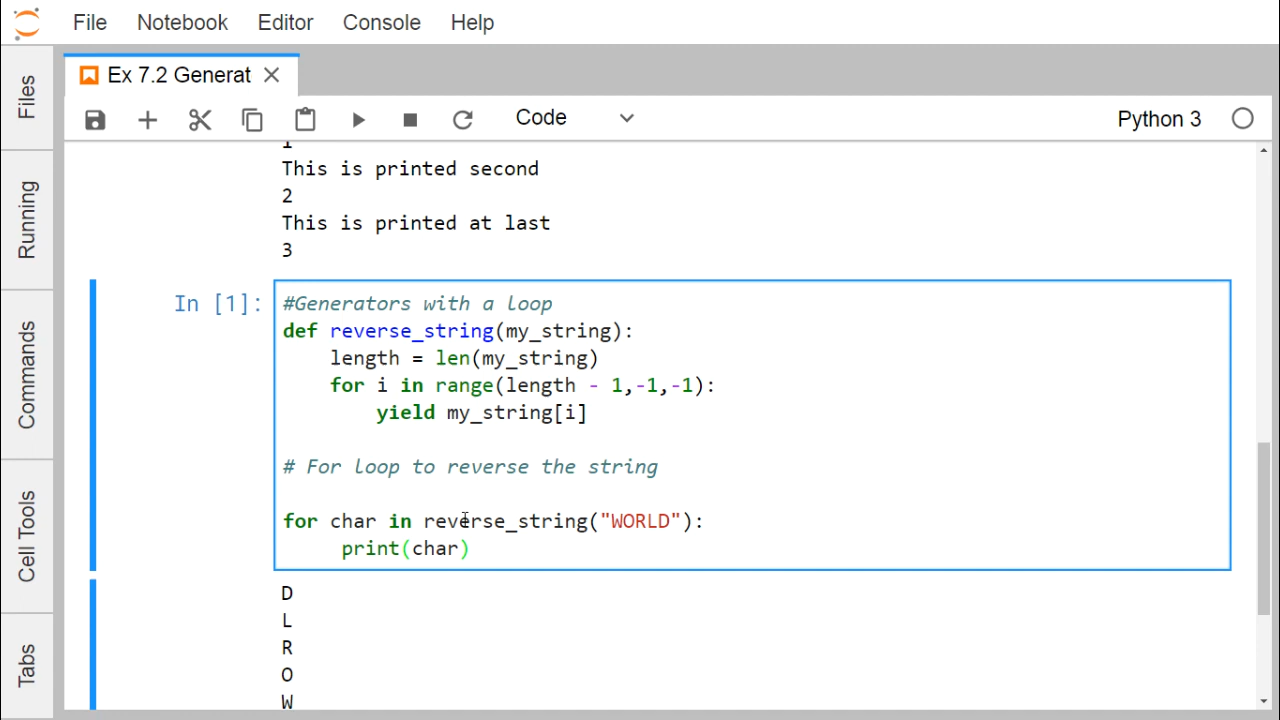 File Notebook Editor Console Help
Files
Running
Commands
Cell Tools
Tabs
Ex 7.2 Generat
Code
Python 3
1
This is printed second
2
This is printed at last
3
In [1]:
#Generators with a loop
def reverse_string(my_string):
    length = len(my_string)
    for i in range(length - 1,-1,-1):
        yield my_string[i]
# For loop to reverse the string
for char in reverse_string("WORLD"):
     print(char)
D
L
R
O
W